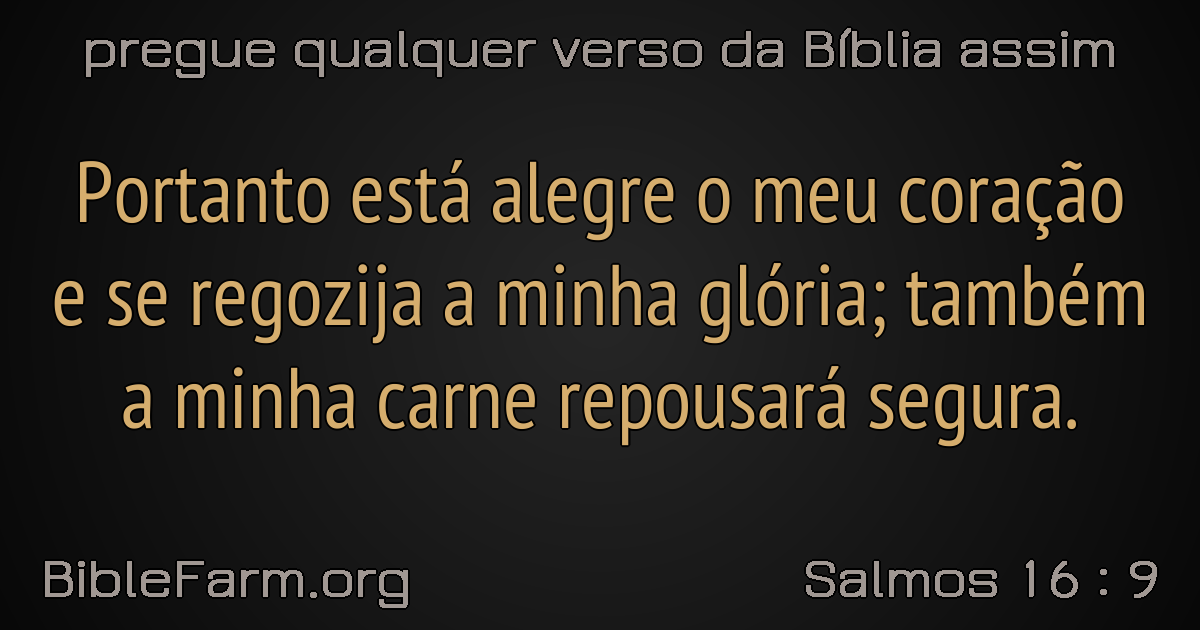 pregue qualquer verso da Bíblia assim
Portanto está alegre o meu coração
e se regozija a minha glória; também
a minha carne repousará segura.
BibleFarm.org
Salmos 16 : 9